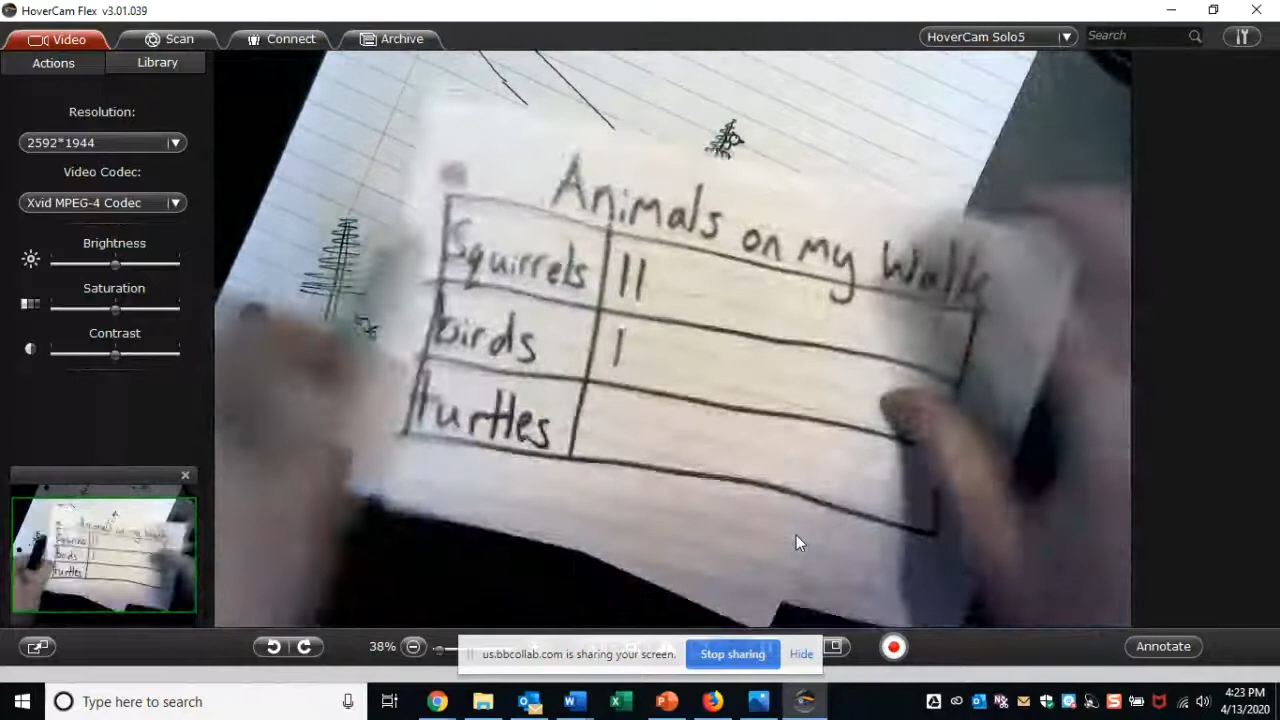 HoverCam Flex v3.01.039
Video
Scan
Connect
Archive
HoverCam Solo5
Search
Actions
Library
Resolution:
2592*1944
Video Codec:
Xvid MPEG-4 Codec
Brightness
Saturation
Contrast
Animals on my Walk
Squirrels ||
birds |
turtles
38%
us.bbcollab.com is sharing your screen.
Stop sharing
Hide
Annotate
Type here to search
4:23 PM
4/13/2020